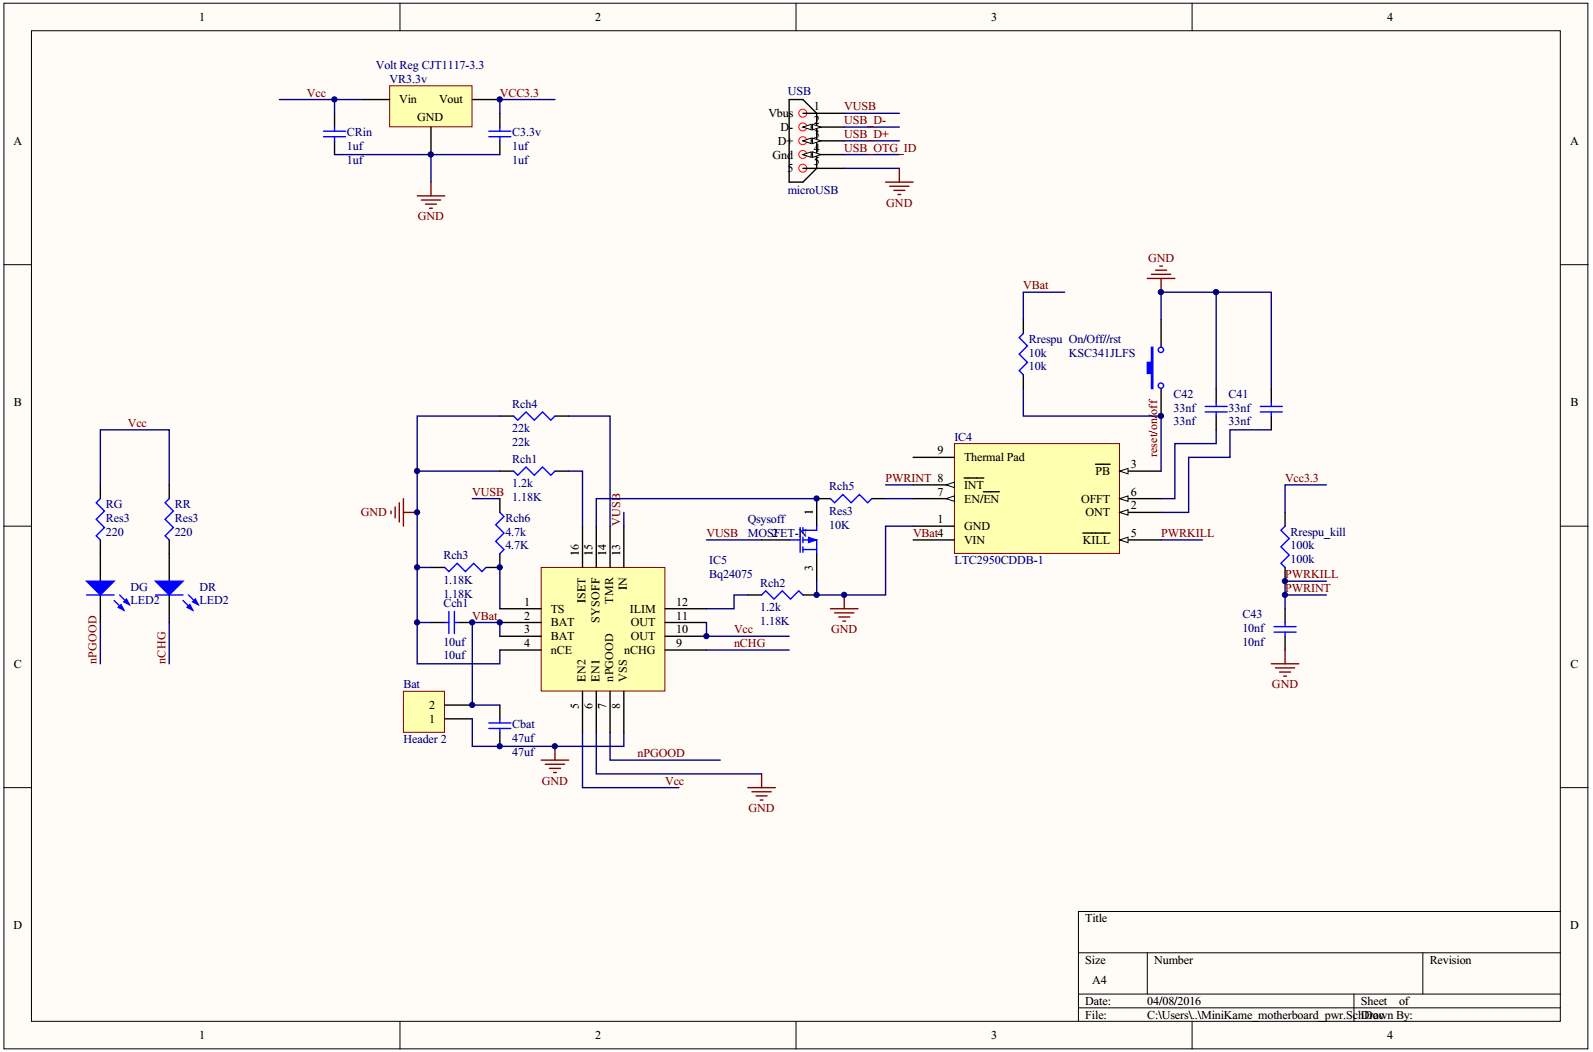 1 2 3 4
A
B
C
D
A
B
C
D
1 2 3 4
Volt Reg CJT1117-3.3
VR3.3v
Vcc
Vin Vout
GND
VCC3.3
CRin
1uf
1uf
C3.3v
1uf
1uf
GND
USB
Vbus
D-
D+
Gnd
5
1
2
3
4
5
VUSB
USB_D-
USB_D+
USB_OTG_ID
microUSB
GND
GND
VBat
Rrespu
10k
10k
On/Off//rst
KSC341JLFS
reset/on/off
C42
33nf
33nf
C41
33nf
33nf
IC4
9 Thermal Pad
PWRINT 8 INT
7 EN/EN
1 GND
VBat 4 VIN
PB 3
OFFT 6
ONT 2
KILL 5
PWRKILL
LTC2950CDDB-1
Vcc3.3
Rrespu_kill
100k
100k
PWRKILL
PWRINT
C43
10nf
10nf
GND
Vcc
RG
Res3
220
RR
Res3
220
DG
LED2
DR
LED2
nPGOOD
nCHG
Rch4
22k
22k
Rch1
1.2k
1.18K
VUSB
VUSB
GND
Rch6
4.7k
4.7K
Rch3
1.18K
1.18K
Cch1
10uf
10uf
VBat
16 15 14 13
ISET
SYSOFF
TMR
IN
1 TS
2 BAT
3 BAT
4 nCE
ILIM 12
OUT 11
OUT 10
nCHG 9
EN2
EN1
nPGOOD
VSS
5 6 7 8
IC5
Bq24075
Vcc
nCHG
Rch2
1.2k
1.18K
Rch5
Res3
10K
Qsysoff
MOSFET-N
VUSB
1
2
3
GND
Bat
2
1
Header 2
Cbat
47uf
47uf
GND
nPGOOD
Vcc
GND
Title
Size
A4
Number
Revision
Date: 04/08/2016
Sheet of
File: C:\Users\..\MiniKame_motherboard_pwr.SchDoc
Drawn By: